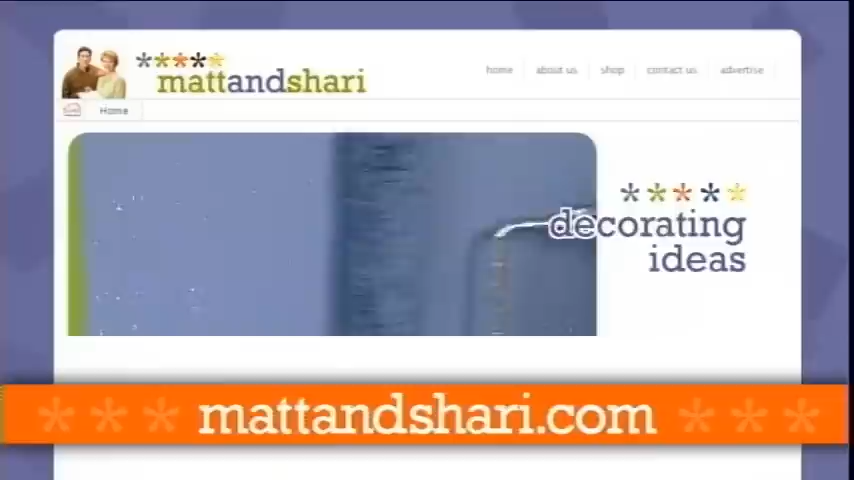 * * * * *
mattandshari
home
about us
shop
contact us
advertise
Home
* * * * *
decorating
ideas
* * * mattandshari.com * * *